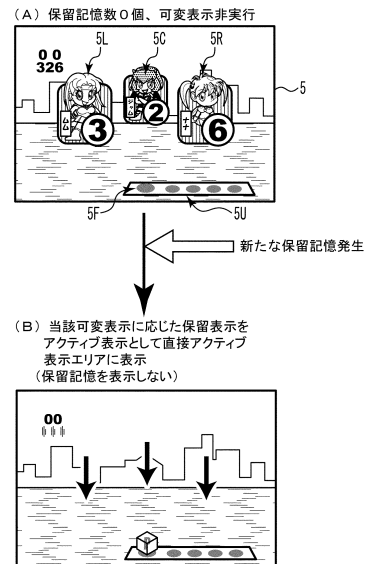 (A) 保留記憶数0個、可変表示非実行
5L
5C
5R
00
326
5
ムム
3
2
ナナ
6
5F
5U
新たな保留記憶発生
(B) 当該可変表示に応じた保留表示を
アクティブ表示として直接アクティブ
表示エリアに表示
(保留記憶を表示しない)
00